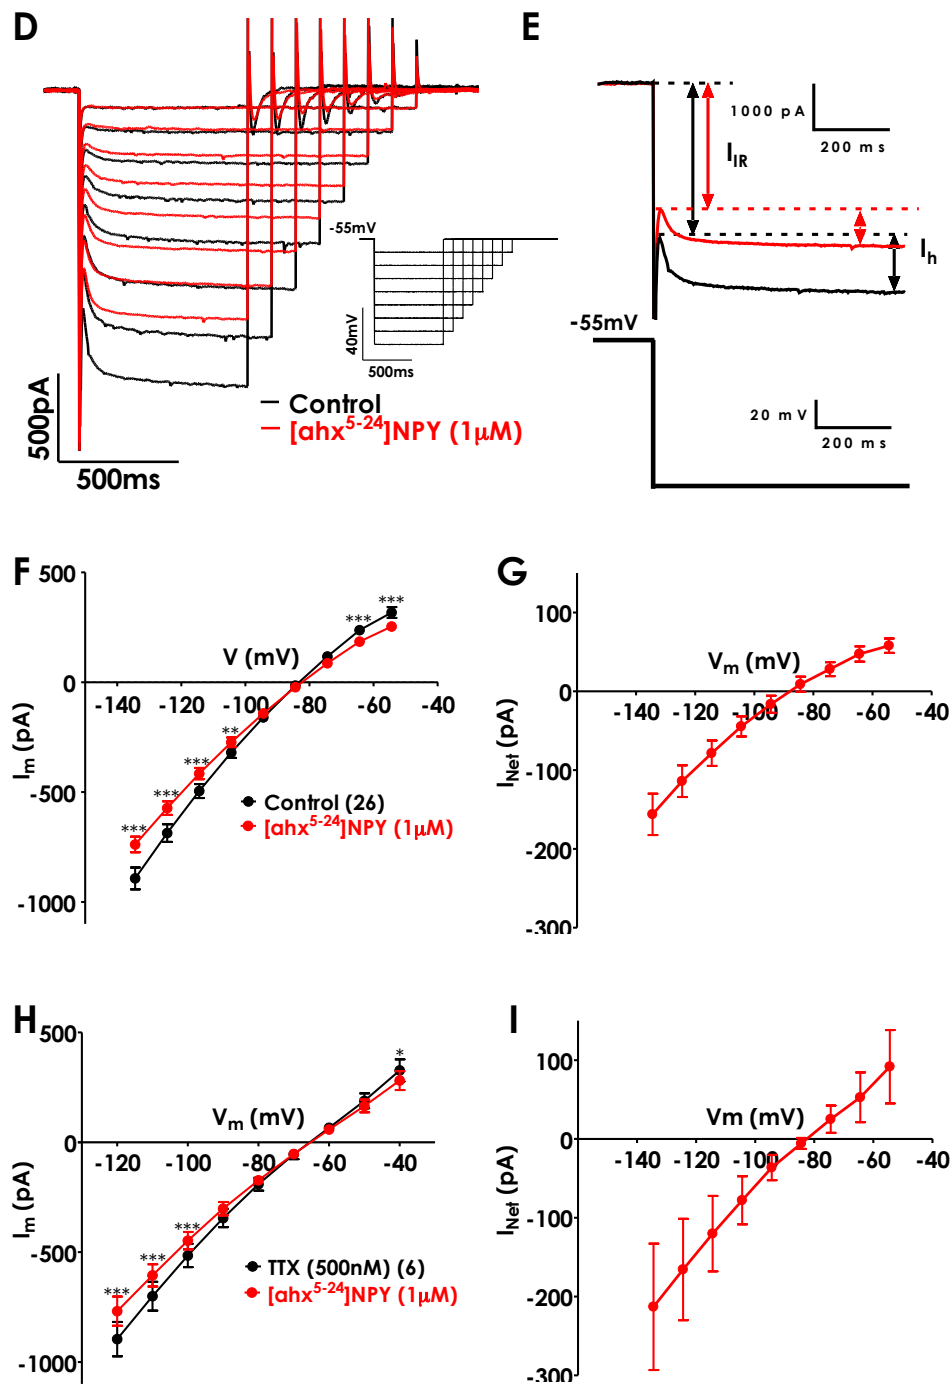 D
-55mV
40mV
500ms
500pA
500ms
Control
[ahx5-24]NPY (1μM)
E
1000 pA
200 ms
IIR
Ih
-55mV
20 mV
200 ms
F
500
0
-500
-1000
Im (pA)
V (mV)
-140 -120 -100 -80 -60 -40
*** *** *** ** *** ***
Control (26)
[ahx5-24]NPY (1μM)
G
100
0
-100
-200
-300
INet (pA)
Vm (mV)
-140 -120 -100 -80 -60 -40
H
500
0
-500
-1000
Im (pA)
Vm (mV)
-120 -100 -80 -60 -40
*** *** *** *
TTX (500nM) (6)
[ahx5-24]NPY (1μM)
I
100
0
-100
-200
-300
INet (pA)
Vm (mV)
-140 -120 -100 -80 -60 -40